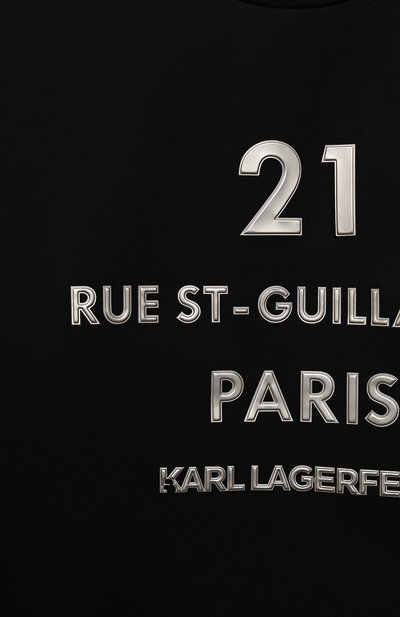 21
RUE ST-GUILLA
PARIS
KARL LAGERFE